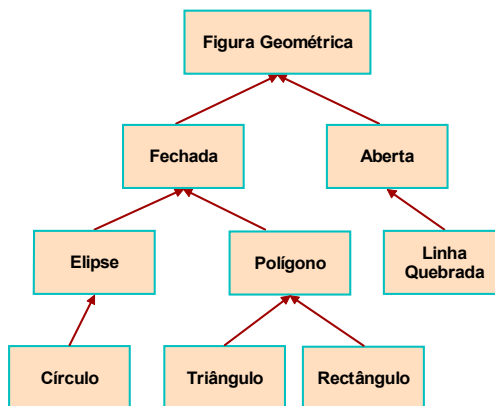 Figura Geométrica
Fechada
Aberta
Elipse
Polígono
Linha
Quebrada
Círculo
Triângulo
Rectângulo